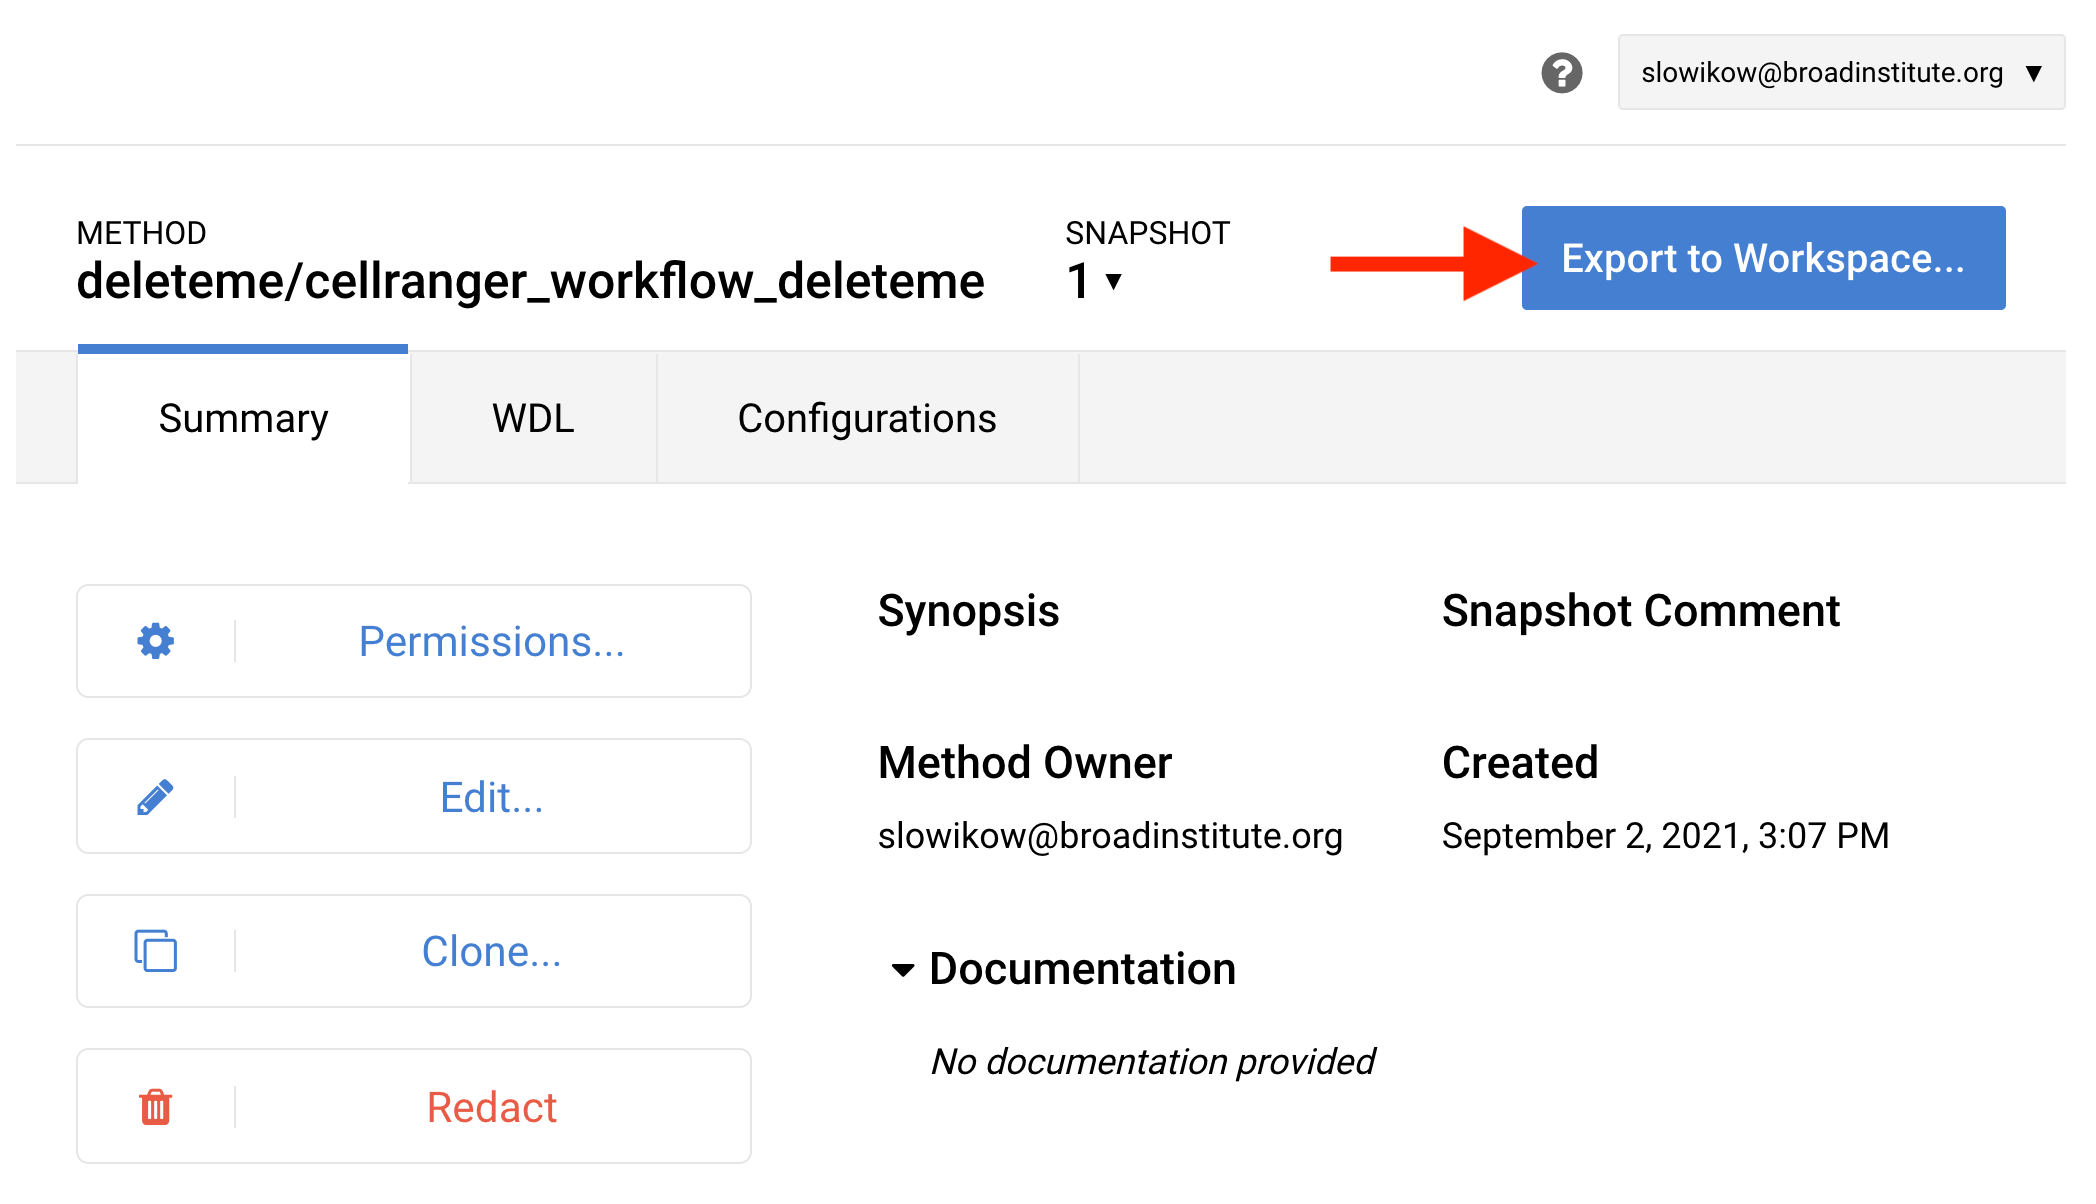 slowikow@broadinstitute.org
METHOD
deleteme/cellranger_workflow_deleteme
SNAPSHOT
1
Export to Workspace...
Summary
WDL
Configurations
Permissions...
Edit...
Clone...
Redact
Synopsis
Snapshot Comment
Method Owner
slowikow@broadinstitute.org
Created
September 2, 2021, 3:07 PM
Documentation
No documentation provided